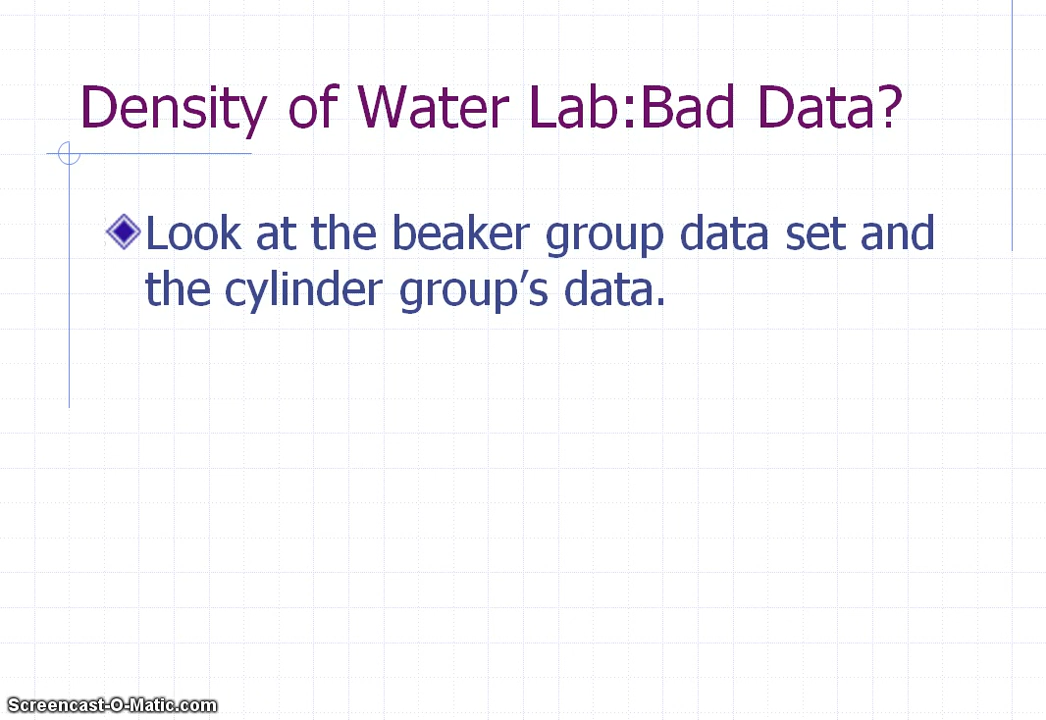 Density of Water Lab:Bad Data?
Look at the beaker group data set and
the cylinder group’s data.
Screencast-O-Matic.com